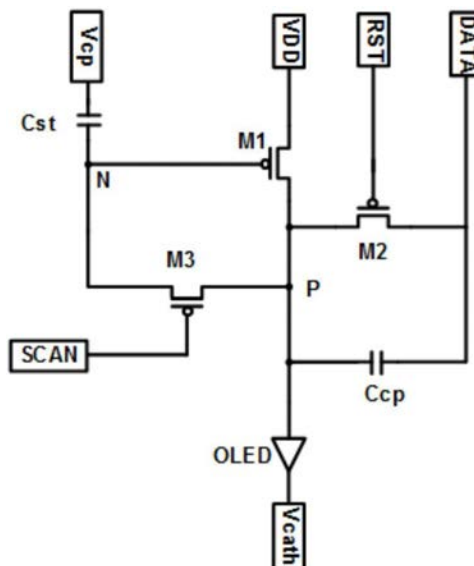 Vcp
VDD
RST
DATA
Cst
M1
N
M2
M3
P
SCAN
Ccp
OLED
Vcath